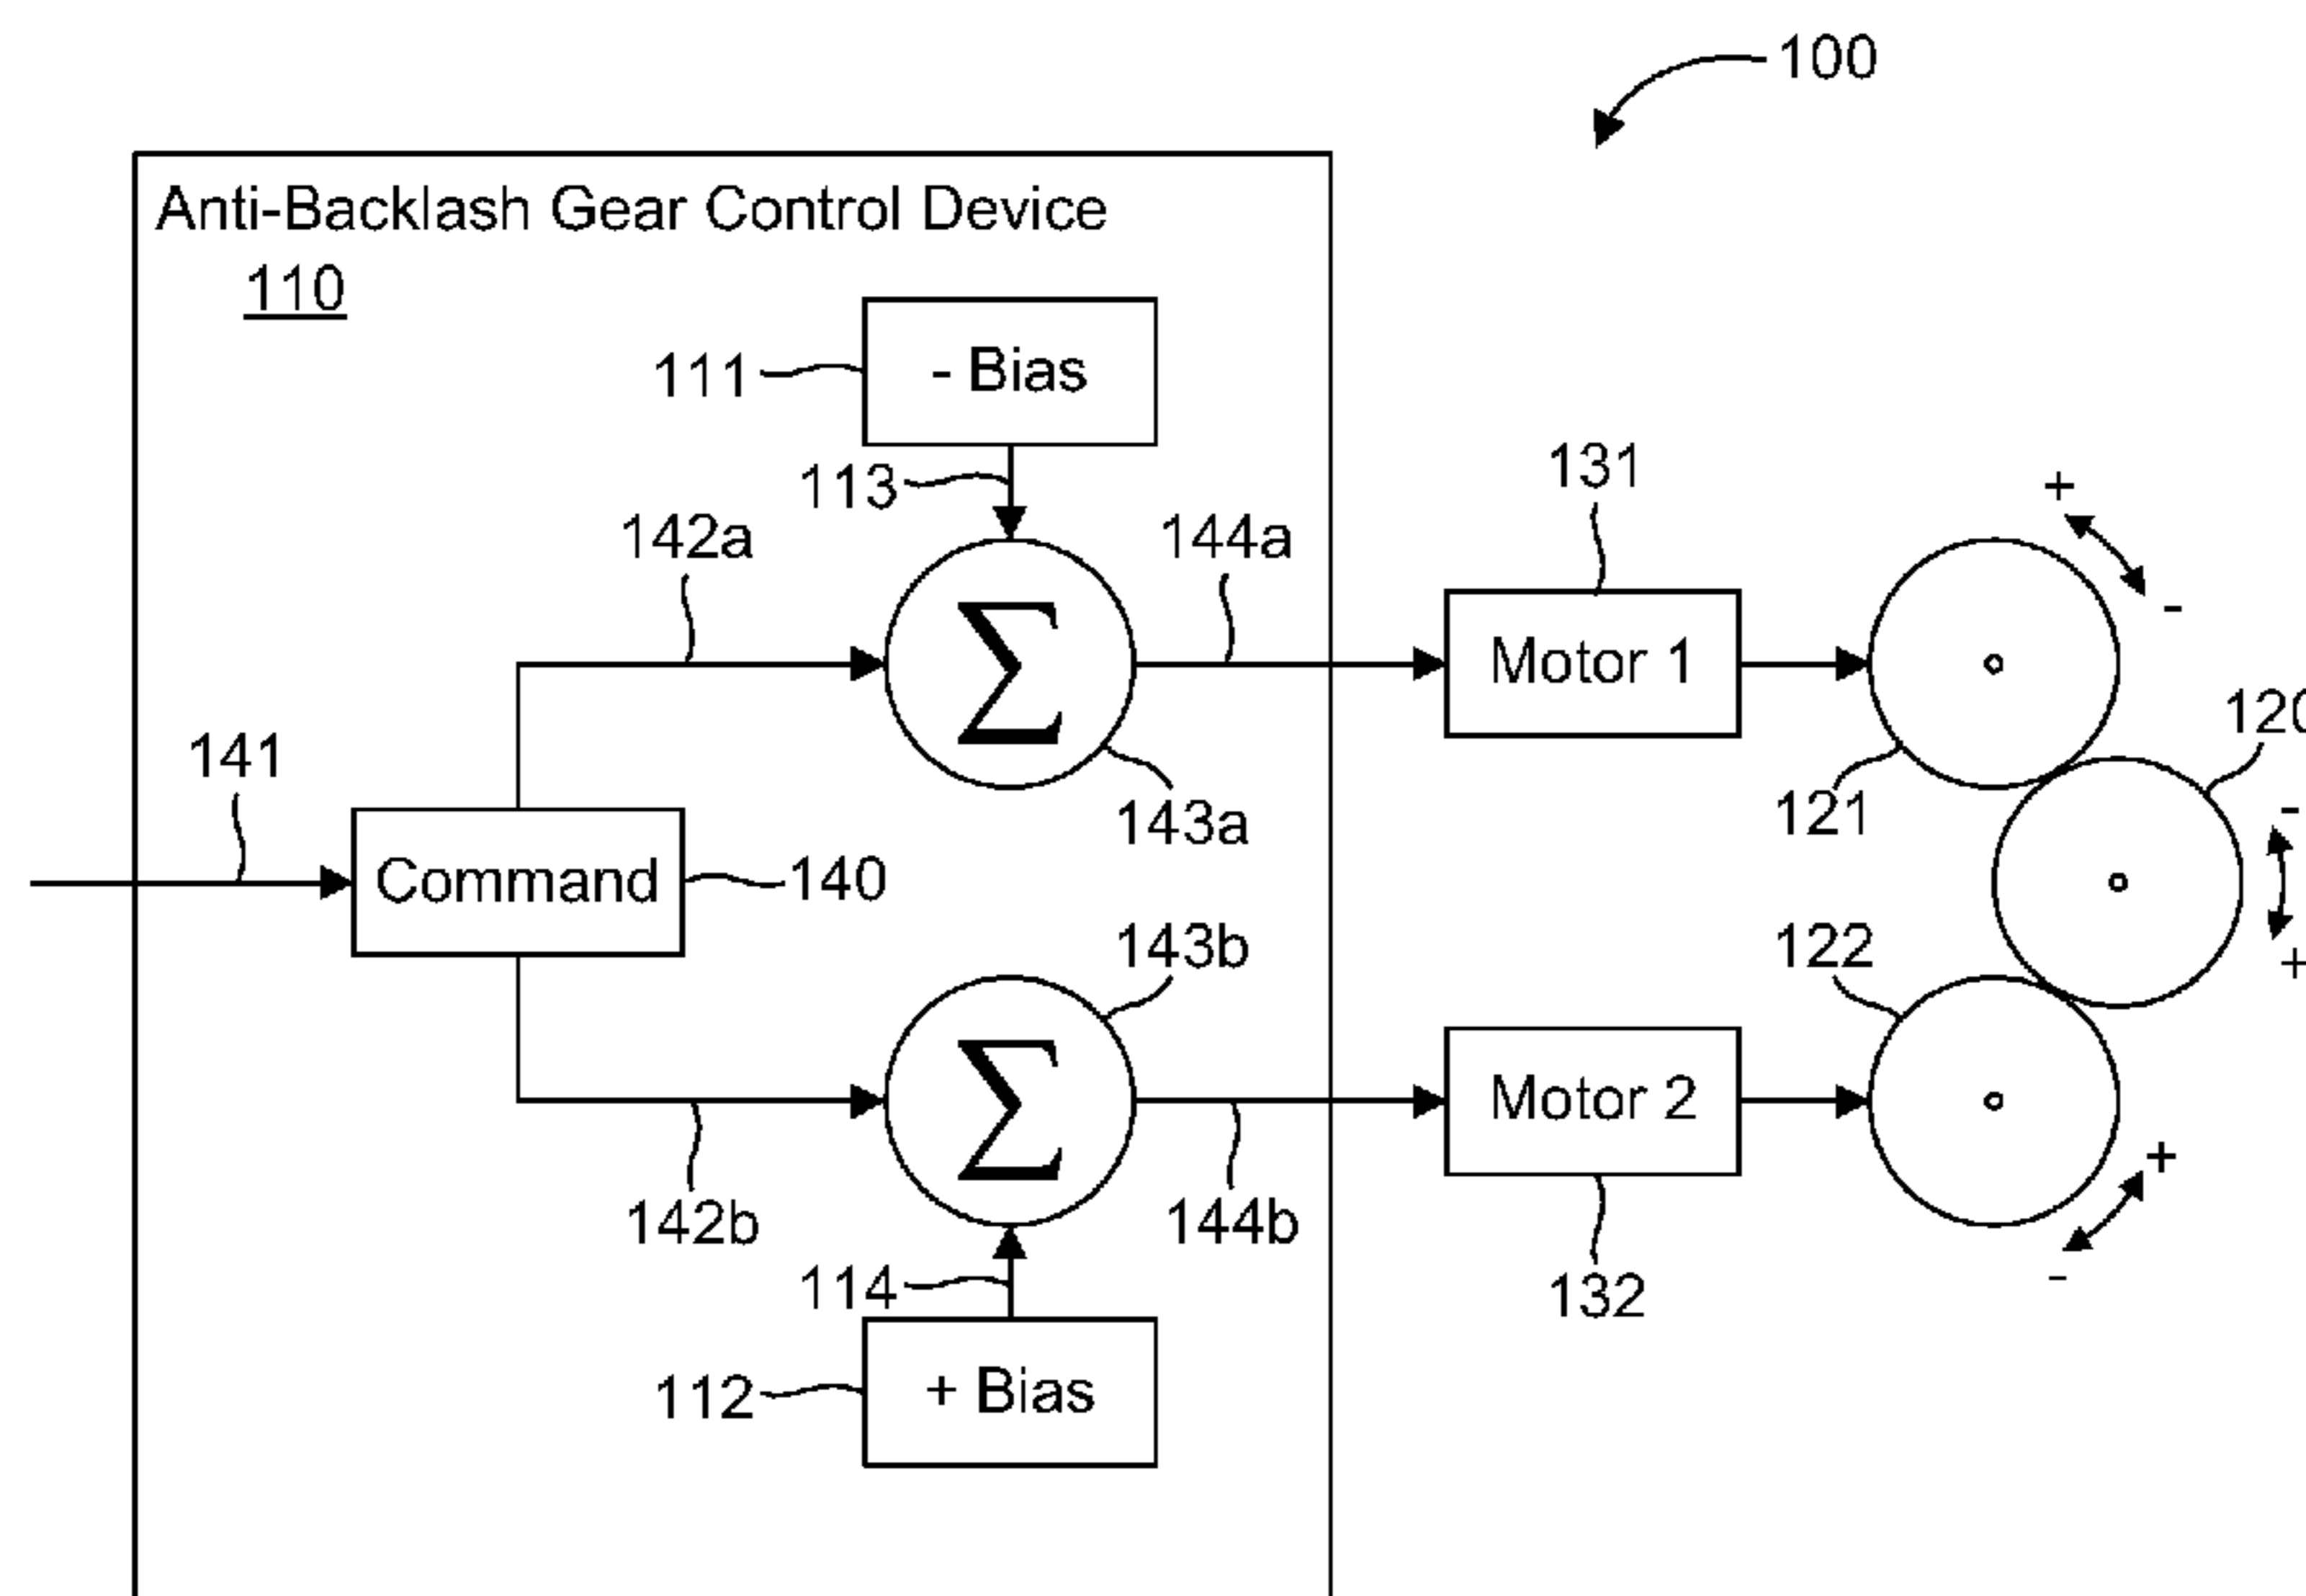 100
Anti-Backlash Gear Control Device
110
- Bias
111
113
131
+
142a
144a
-
Σ
Motor 1
120
141
143a
121
-
Command
140
143b
122
+
Σ
Motor 2
+
142b
144b
114
132
-
+ Bias
112